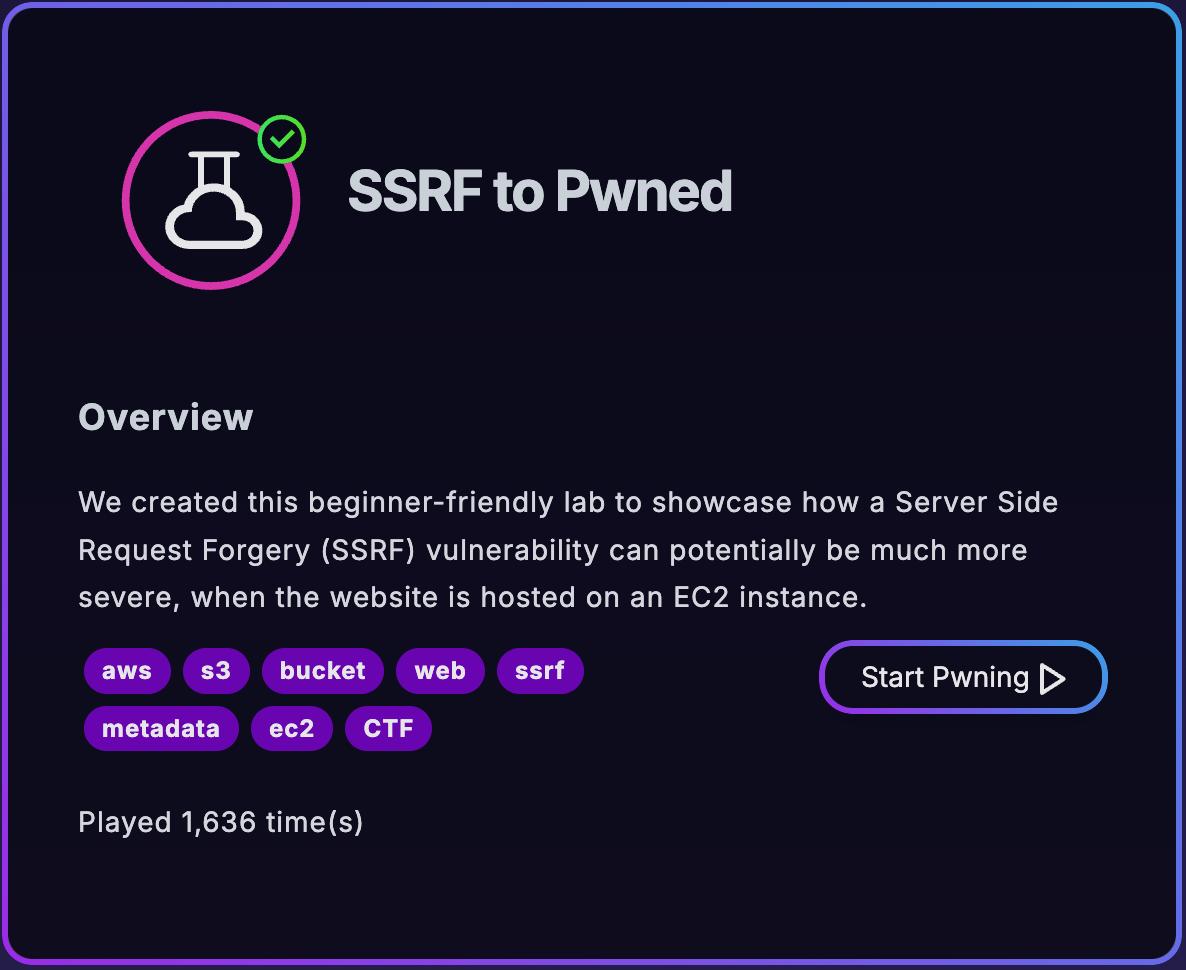 SSRF to Pwned
Overview
We created this beginner-friendly lab to showcase how a Server Side
Request Forgery (SSRF) vulnerability can potentially be much more
severe, when the website is hosted on an EC2 instance.
aws s3 bucket web ssrf
metadata ec2 CTF
Start Pwning
Played 1,636 time(s)